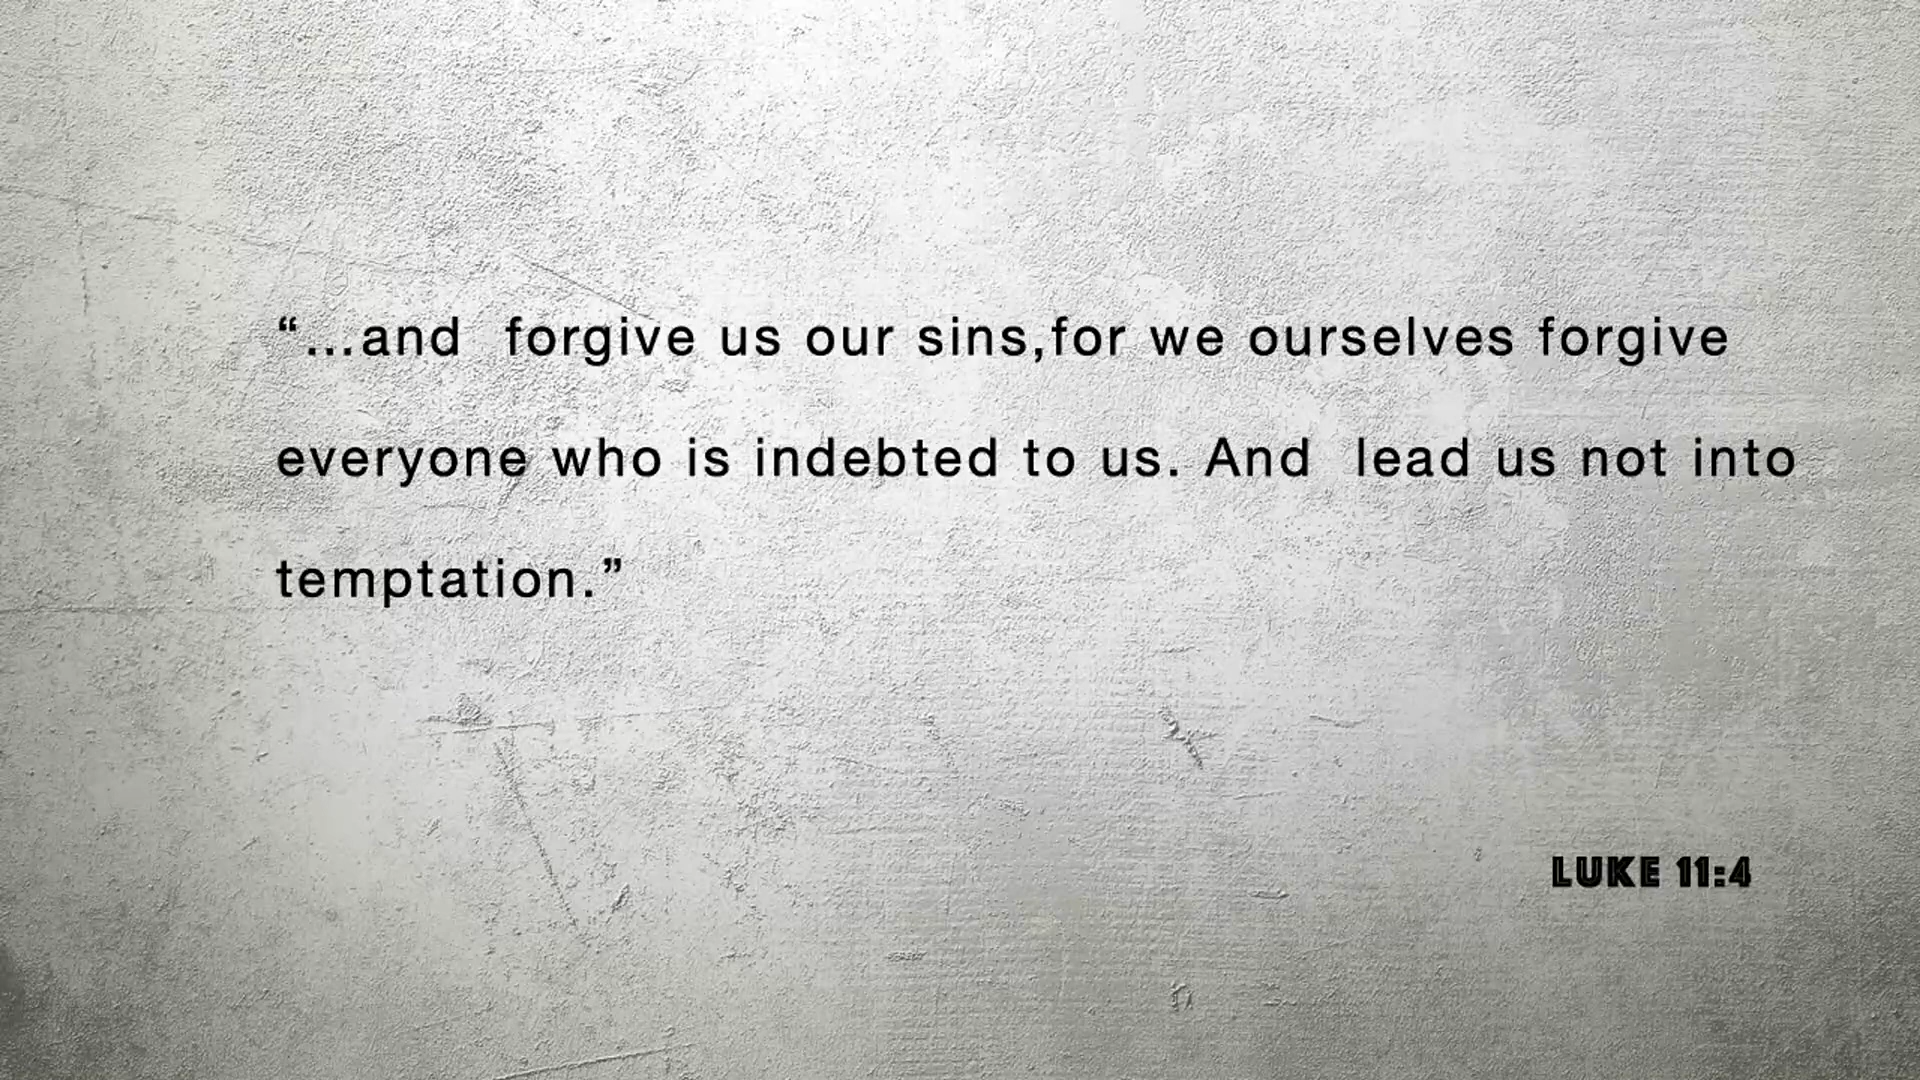 “...and  forgive us our sins,for we ourselves forgive
everyone who is indebted to us. And  lead us not into
temptation.”
LUKE 11:4